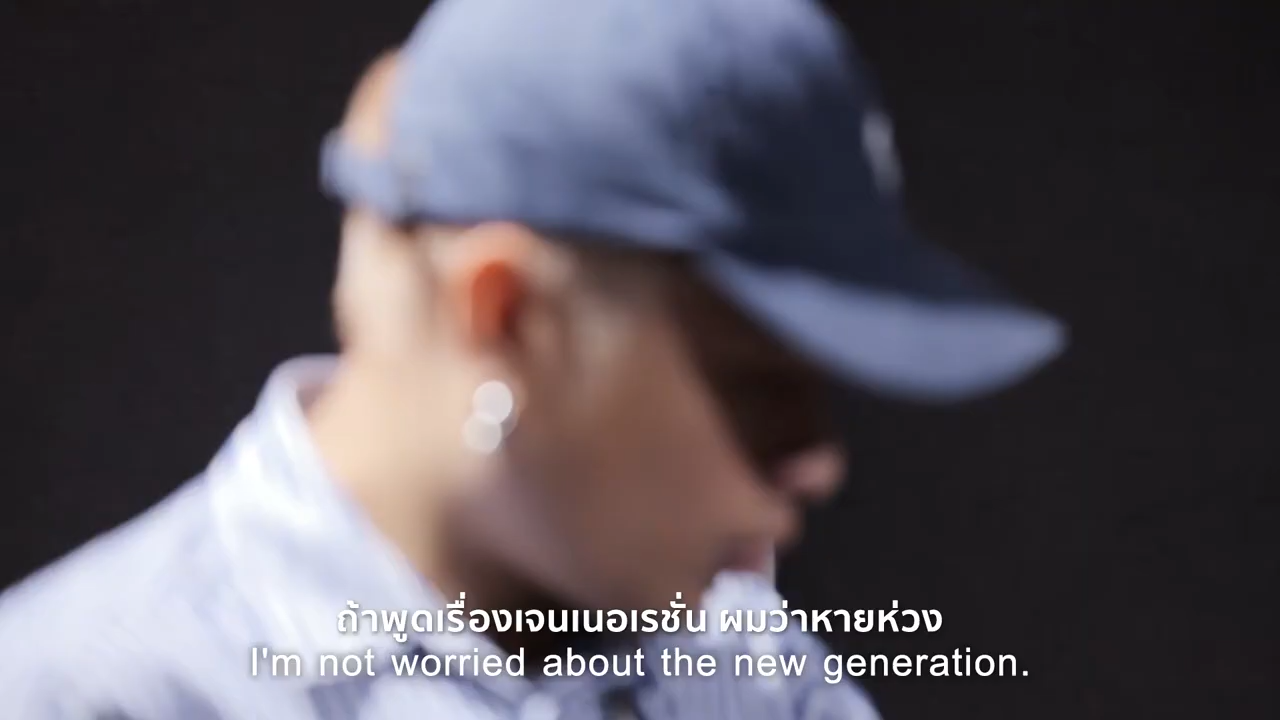 ถ้าพูดเรื่องเจนเนอเรชั่น ผมว่าหายห่วง
I'm not worried about the new generation.